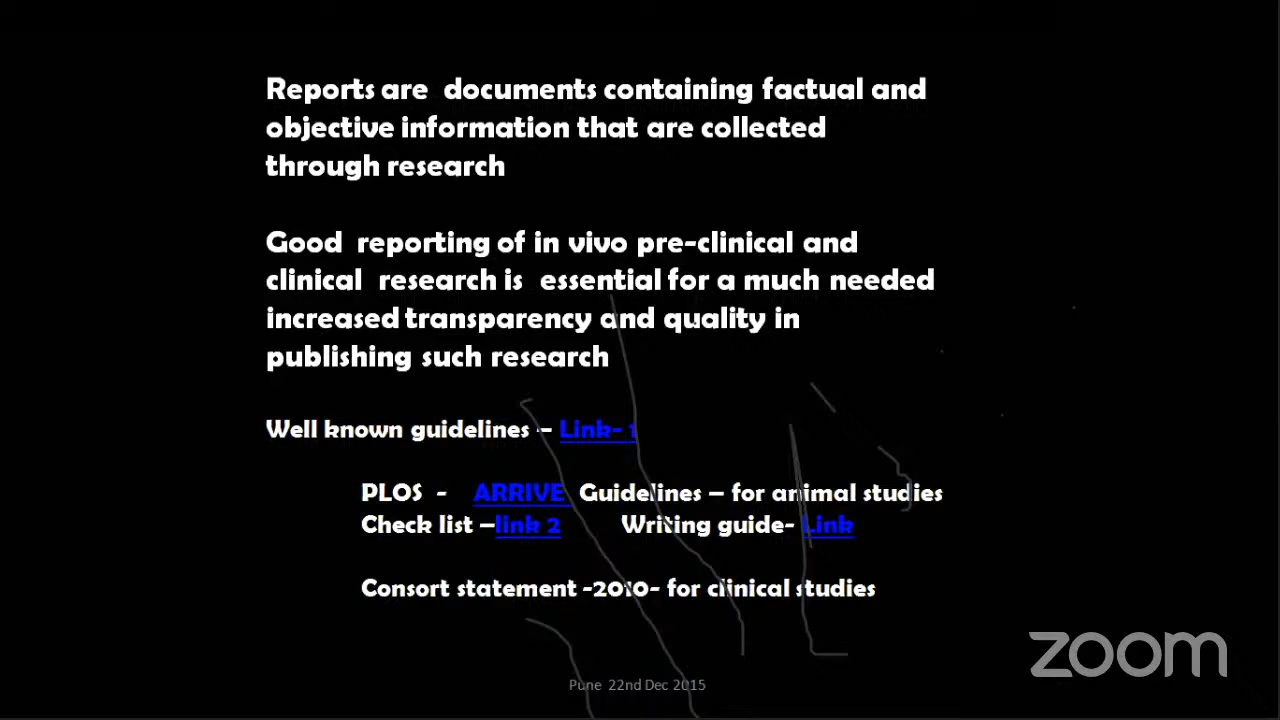 Reports are documents containing factual and
objective information that are collected
through research
Good reporting of in vivo pre-clinical and
clinical research is essential for a much needed
increased transparency and quality in
publishing such research
Well known guidelines – Link- 1
PLOS - ARRIVE Guidelines – for animal studies
Check list –link 2 Writing guide- Link
Consort statement -2010- for clinical studies
zoom
Pune 22nd Dec 2015